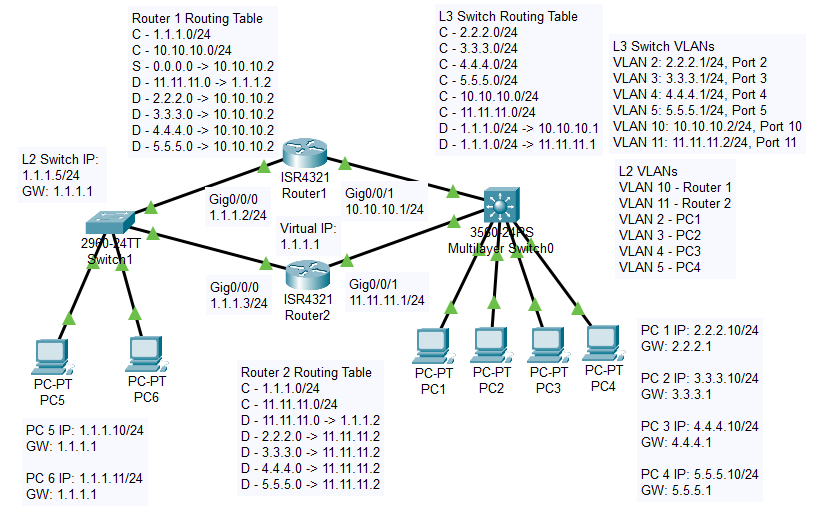 Router 1 Routing Table
C - 1.1.1.0/24
C - 10.10.10.0/24
S - 0.0.0.0 -> 10.10.10.2
D - 11.11.11.0 -> 1.1.1.2
D - 2.2.2.0 -> 10.10.10.2
D - 3.3.3.0 -> 10.10.10.2
D - 4.4.4.0 -> 10.10.10.2
D - 5.5.5.0 -> 10.10.10.2
L3 Switch Routing Table
C - 2.2.2.0/24
C - 3.3.3.0/24
C - 4.4.4.0/24
C - 5.5.5.0/24
C - 10.10.10.0/24
C - 11.11.11.0/24
D - 1.1.1.0/24 -> 10.10.10.1
D - 1.1.1.0/24 -> 11.11.11.1
L3 Switch VLANs
VLAN 2: 2.2.2.1/24, Port 2
VLAN 3: 3.3.3.1/24, Port 3
VLAN 4: 4.4.4.1/24, Port 4
VLAN 5: 5.5.5.1/24, Port 5
VLAN 10: 10.10.10.2/24, Port 10
VLAN 11: 11.11.11.2/24, Port 11
L2 Switch IP:
1.1.1.5/24
GW: 1.1.1.1
ISR4321
Router1
Gig0/0/0
1.1.1.2/24
Gig0/0/1
10.10.10.1/24
L2 VLANs
VLAN 10 - Router 1
VLAN 11 - Router 2
VLAN 2 - PC1
VLAN 3 - PC2
VLAN 4 - PC3
VLAN 5 - PC4
Virtual IP:
1.1.1.1
2960-24TT
Switch1
3560-24PS
Multilayer Switch0
Gig0/0/0
1.1.1.3/24
ISR4321
Router2
Gig0/0/1
11.11.11.1/24
PC-PT
PC5
PC-PT
PC6
PC-PT
PC1
PC-PT
PC2
PC-PT
PC3
PC-PT
PC4
PC 1 IP: 2.2.2.10/24
GW: 2.2.2.1
PC 2 IP: 3.3.3.10/24
GW: 3.3.3.1
PC 3 IP: 4.4.4.10/24
GW: 4.4.4.1
PC 4 IP: 5.5.5.10/24
GW: 5.5.5.1
Router 2 Routing Table
C - 1.1.1.0/24
C - 11.11.11.0/24
D - 11.11.11.0 -> 1.1.1.2
D - 2.2.2.0 -> 11.11.11.2
D - 3.3.3.0 -> 11.11.11.2
D - 4.4.4.0 -> 11.11.11.2
D - 5.5.5.0 -> 11.11.11.2
PC 5 IP: 1.1.1.10/24
GW: 1.1.1.1
PC 6 IP: 1.1.1.11/24
GW: 1.1.1.1